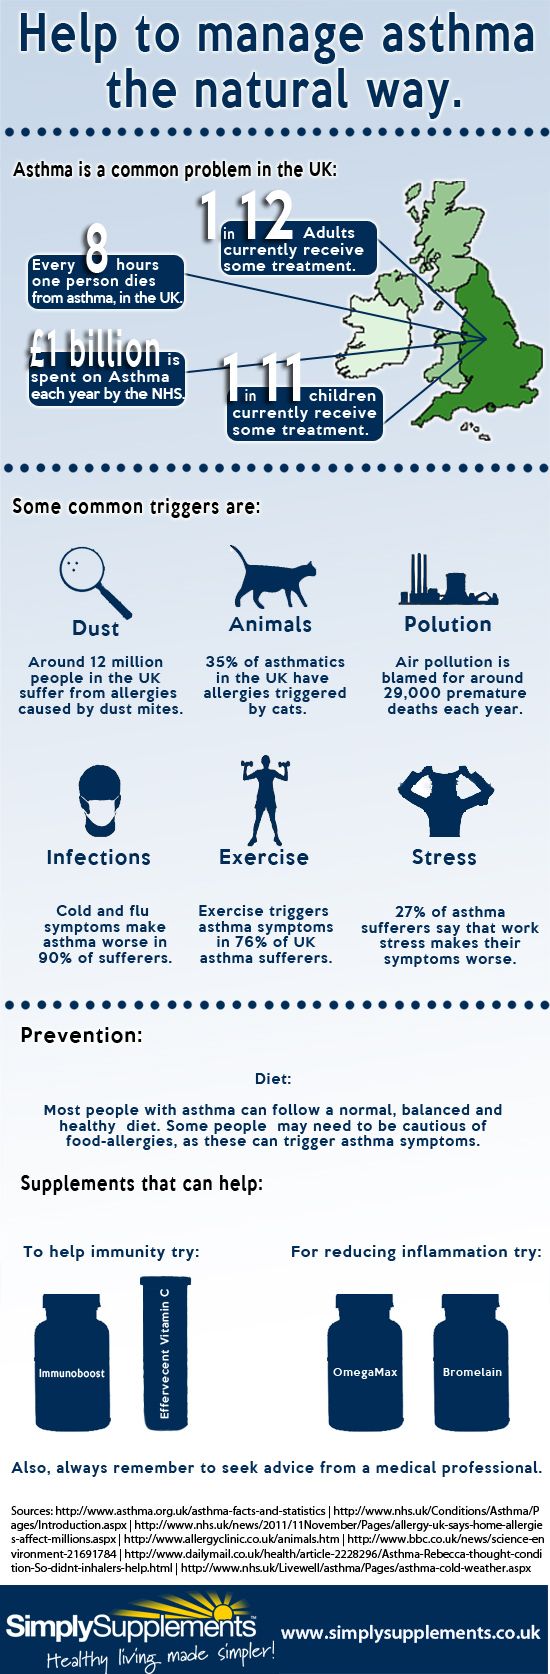 Help to manage asthma
the natural way.
Asthma is a common problem in the UK:
1 in 12 Adults
currently receive
some treatment.
Every 8 hours
one person dies
from asthma, in the UK.
£1 billion is
spent on Asthma
each year by the NHS.
1 in 11 children
currently receive
some treatment.
Some common triggers are:
Dust
Around 12 million
people in the UK
suffer from allergies
caused by dust mites.
Animals
35% of asthmatics
in the UK have
allergies triggered
by cats.
Polution
Air pollution is
blamed for around
29,000 premature
deaths each year.
Infections
Cold and flu
symptoms make
asthma worse in
90% of sufferers.
Exercise
Exercise triggers
asthma symptoms
in 76% of UK
asthma sufferers.
Stress
27% of asthma
sufferers say that work
stress makes their
symptoms worse.
Prevention:
Diet:
Most people with asthma can follow a normal, balanced and
healthy diet. Some people may need to be cautious of
food-allergies, as these can trigger asthma symptoms.
Supplements that can help:
To help immunity try:
Immunoboost
Effervecent Vitamin C
For reducing inflammation try:
OmegaMax
Bromelain
Also, always remember to seek advice from a medical professional.
Sources: http://www.asthma.org.uk/asthma-facts-and-statistics | http://www.nhs.uk/Conditions/Asthma/P
ages/Introduction.aspx | http://www.nhs.uk/news/2011/11November/Pages/allergy-uk-says-home-allergie
s-affect-millions.aspx | http://www.allergyclinic.co.uk/animals.htm | http://www.bbc.co.uk/news/science-en
vironment-21691784 | http://www.dailymail.co.uk/health/article-2228296/Asthma-Rebecca-thought-condi
tion-So-didnt-inhalers-help.html | http://www.nhs.uk/Livewell/asthma/Pages/asthma-cold-weather.aspx
SimplySupplements™
Healthy living made simpler!
www.simplysupplements.co.uk